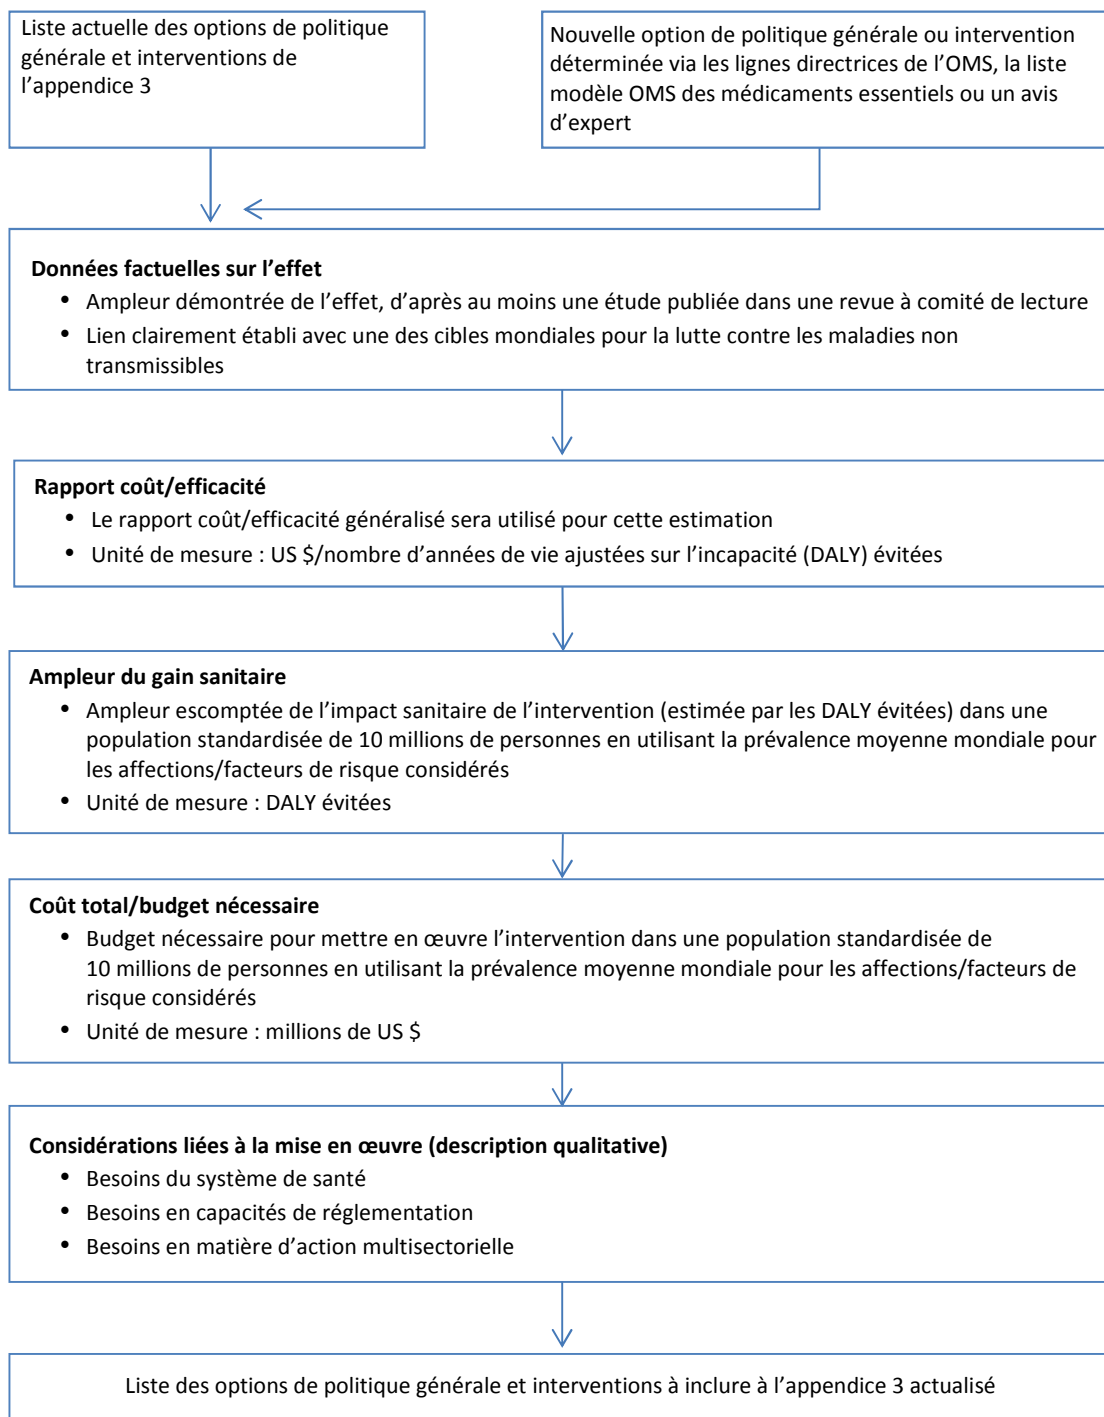 Liste actuelle des options de politique
générale et interventions de
l’appendice 3
Nouvelle option de politique générale ou intervention
déterminée via les lignes directrices de l’OMS, la liste
modèle OMS des médicaments essentiels ou un avis
d’expert
Données factuelles sur l’effet
• Ampleur démontrée de l’effet, d’après au moins une étude publiée dans une revue à comité de lecture
• Lien clairement établi avec une des cibles mondiales pour la lutte contre les maladies non
transmissibles
Rapport coût/efficacité
• Le rapport coût/efficacité généralisé sera utilisé pour cette estimation
• Unité de mesure : US $/nombre d’années de vie ajustées sur l’incapacité (DALY) évitées
Ampleur du gain sanitaire
• Ampleur escomptée de l’impact sanitaire de l’intervention (estimée par les DALY évitées) dans une
population standardisée de 10 millions de personnes en utilisant la prévalence moyenne mondiale pour
les affections/facteurs de risque considérés
• Unité de mesure : DALY évitées
Coût total/budget nécessaire
• Budget nécessaire pour mettre en œuvre l’intervention dans une population standardisée de
10 millions de personnes en utilisant la prévalence moyenne mondiale pour les affections/facteurs de
risque considérés
• Unité de mesure : millions de US $
Considérations liées à la mise en œuvre (description qualitative)
• Besoins du système de santé
• Besoins en capacités de réglementation
• Besoins en matière d’action multisectorielle
Liste des options de politique générale et interventions à inclure à l’appendice 3 actualisé